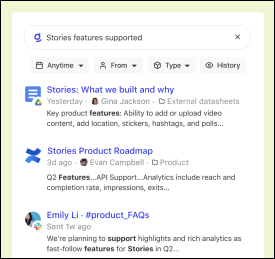 Stories features supported
Anytime From Type History
Stories: What we built and why
Yesterday · Gina Jackson · External datasheets
Key product features: Ability to add or upload video
content, add location, stickers, hashtags, and polls...
Stories Product Roadmap
3d ago · Evan Campbell · Product
Q2 Features...API Support...Analytics include reach and
completion rate, impressions, exits...
Emily Li · #product_FAQs
Sent 1w ago
We're planning to support highlights and rich analytics as
fast-follow features for Stories in Q2...